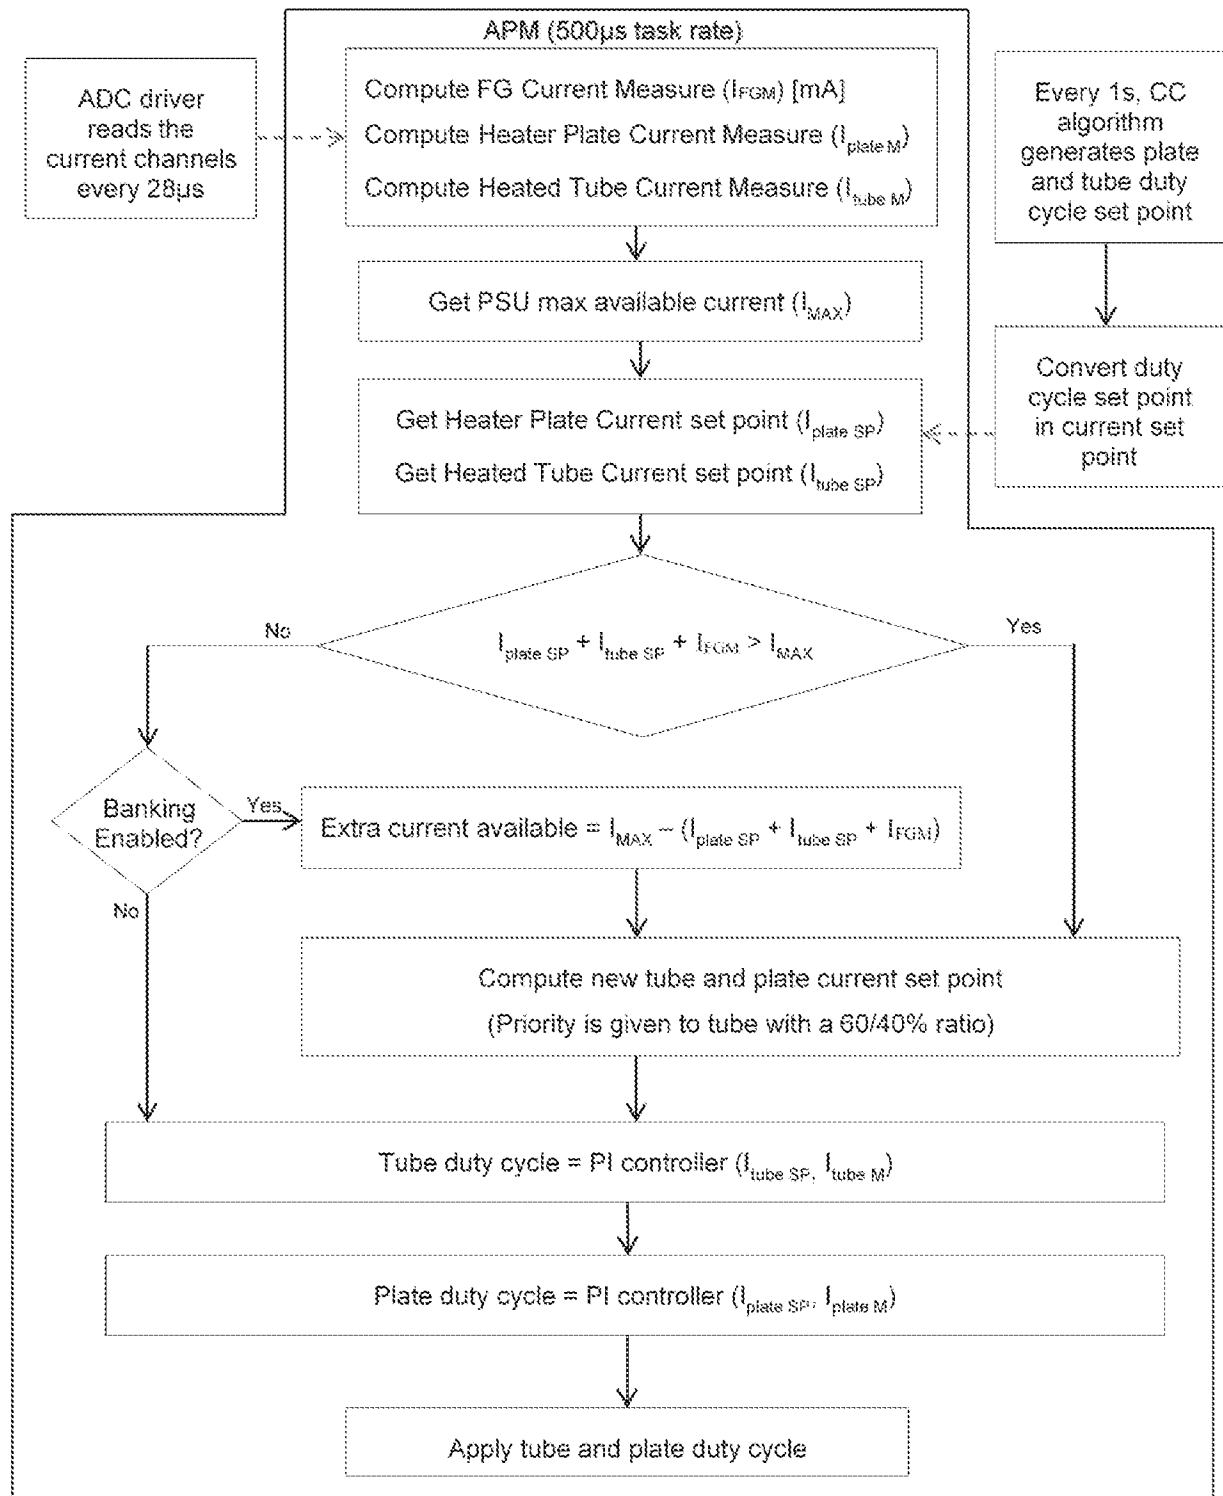 APM (500µs task rate)
ADC driver
reads the
current channels
every 28µs
Compute FG Current Measure (IFGM) [mA]
Compute Heater Plate Current Measure (Iplate M)
Compute Heated Tube Current Measure (Itube M)
Every 1s, CC
algorithm
generates plate
and tube duty
cycle set point
Get PSU max available current (IMAX)
Convert duty
cycle set point
in current set
point
Get Heater Plate Current set point (Iplate SP)
Get Heated Tube Current set point (Itube SP)
No
Iplate SP + Itube SP + IFGM > IMAX
Yes
Banking
Enabled?
Yes
Extra current available = IMAX – (Iplate SP + Itube SP + IFGM)
No
Compute new tube and plate current set point
(Priority is given to tube with a 60/40% ratio)
Tube duty cycle = PI controller (Itube SP, Itube M)
Plate duty cycle = PI controller (Iplate SP, Iplate M)
Apply tube and plate duty cycle